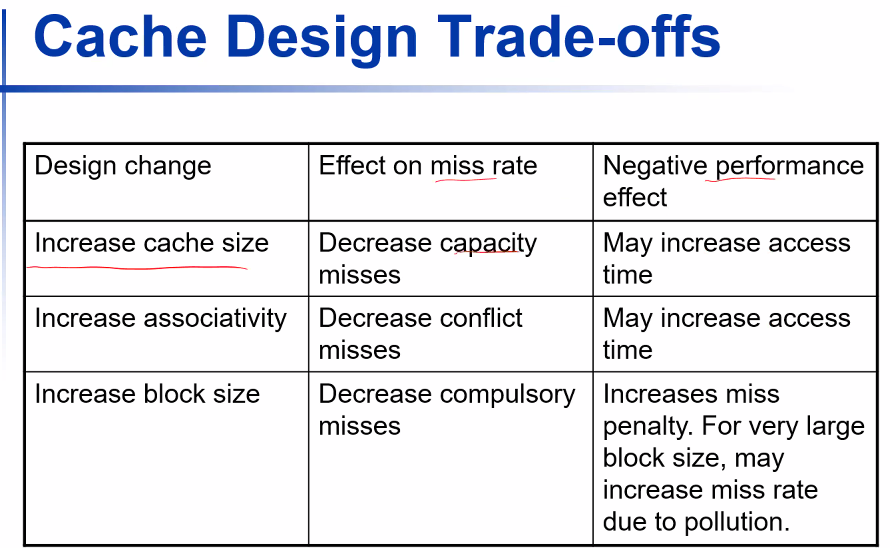 Cache Design Trade-offs
Design change
Effect on miss rate
Negative performance
effect
Increase cache size
Decrease capacity
misses
May increase access
time
Increase associativity
Decrease conflict
misses
May increase access
time
Increase block size
Decrease compulsory
misses
Increases miss
penalty. For very large
block size, may
increase miss rate
due to pollution.